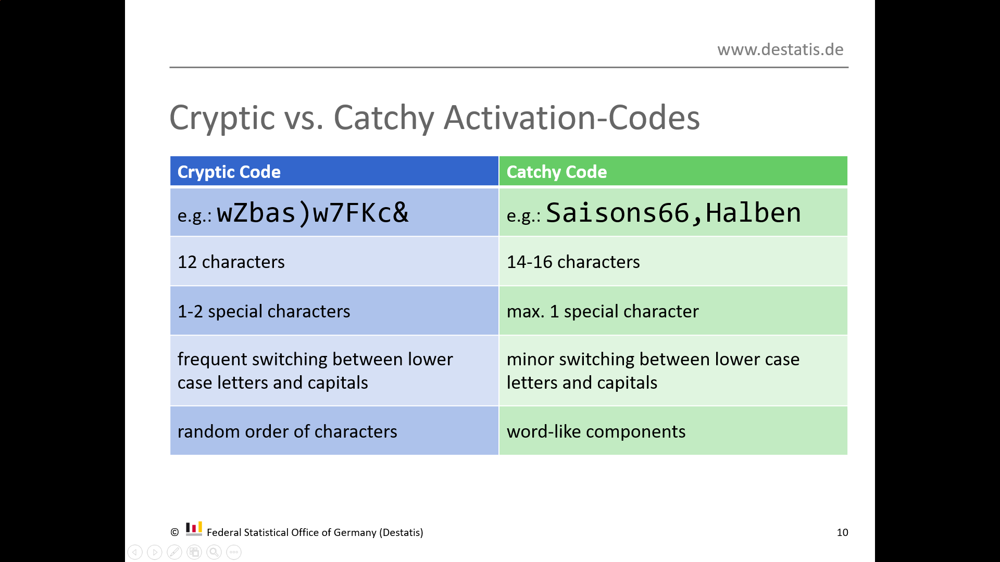 www.destatis.de
Cryptic vs. Catchy Activation-Codes
Cryptic Code
Catchy Code
e.g.: wZbas)w7FKc&
e.g.: Saisons66,Halben
12 characters
14-16 characters
1-2 special characters
max. 1 special character
frequent switching between lower
case letters and capitals
minor switching between lower case
letters and capitals
random order of characters
word-like components
© Federal Statistical Office of Germany (Destatis)
10